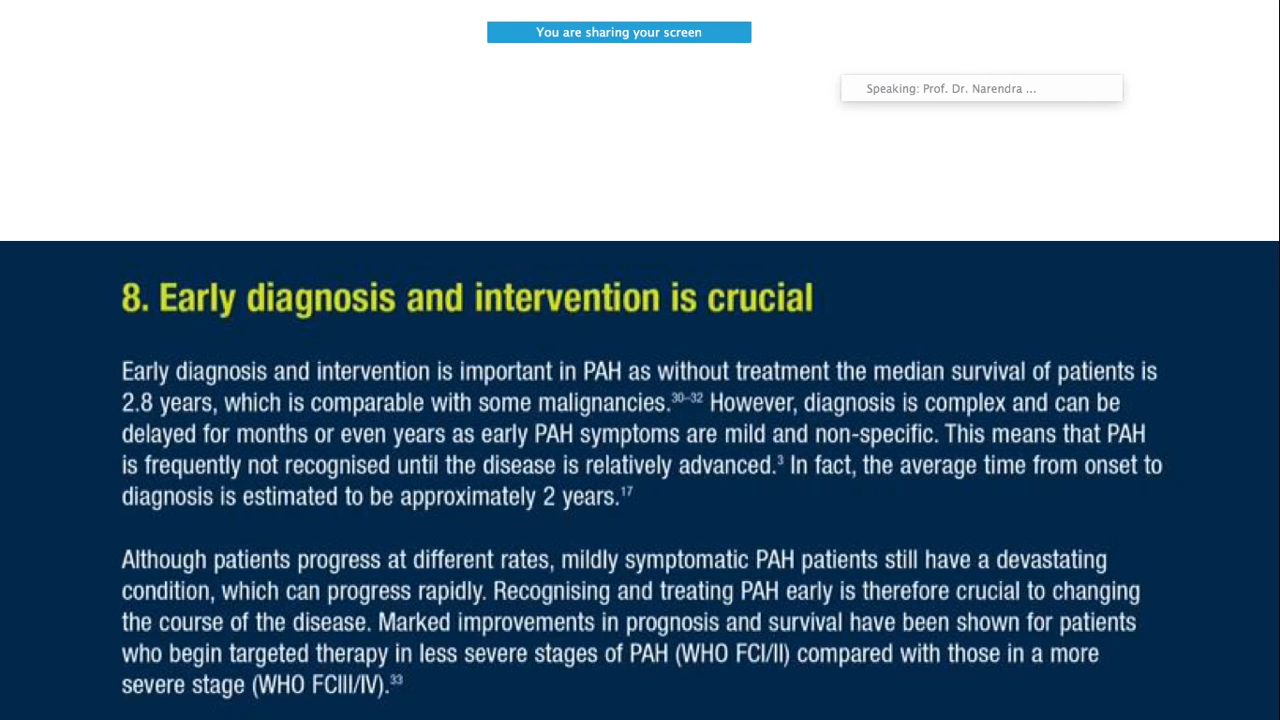 You are sharing your screen
Speaking: Prof. Dr. Narendra ...
8. Early diagnosis and intervention is crucial
Early diagnosis and intervention is important in PAH as without treatment the median survival of patients is
2.8 years, which is comparable with some malignancies.30–32 However, diagnosis is complex and can be
delayed for months or even years as early PAH symptoms are mild and non-specific. This means that PAH
is frequently not recognised until the disease is relatively advanced.3 In fact, the average time from onset to
diagnosis is estimated to be approximately 2 years.17
Although patients progress at different rates, mildly symptomatic PAH patients still have a devastating
condition, which can progress rapidly. Recognising and treating PAH early is therefore crucial to changing
the course of the disease. Marked improvements in prognosis and survival have been shown for patients
who begin targeted therapy in less severe stages of PAH (WHO FCI/II) compared with those in a more
severe stage (WHO FCIII/IV).33